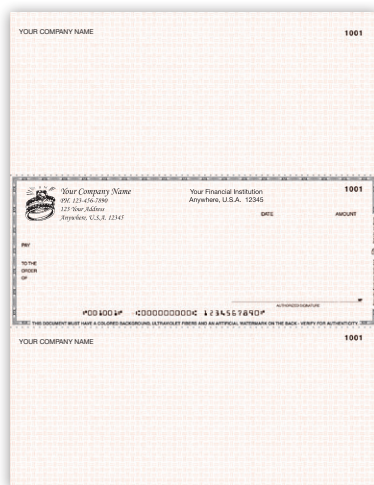 YOUR COMPANY NAME 1001
Your Company Name Your Financial Institution 1001
PH. 123-456-7890 Anywhere, U.S.A. 12345
123 Your Address
Anywhere, U.S.A. 12345
DATE AMOUNT
PAY
TO THE
ORDER
OF
AUTHORIZED SIGNATURE
⑈001001⑈ ⑆000000000⑆ 1234567890⑈
THIS DOCUMENT MUST HAVE A COLORED BACKGROUND, ULTRAVIOLET FIBERS AND AN ARTIFICIAL WATERMARK ON THE BACK - VERIFY FOR AUTHENTICITY.
YOUR COMPANY NAME 1001